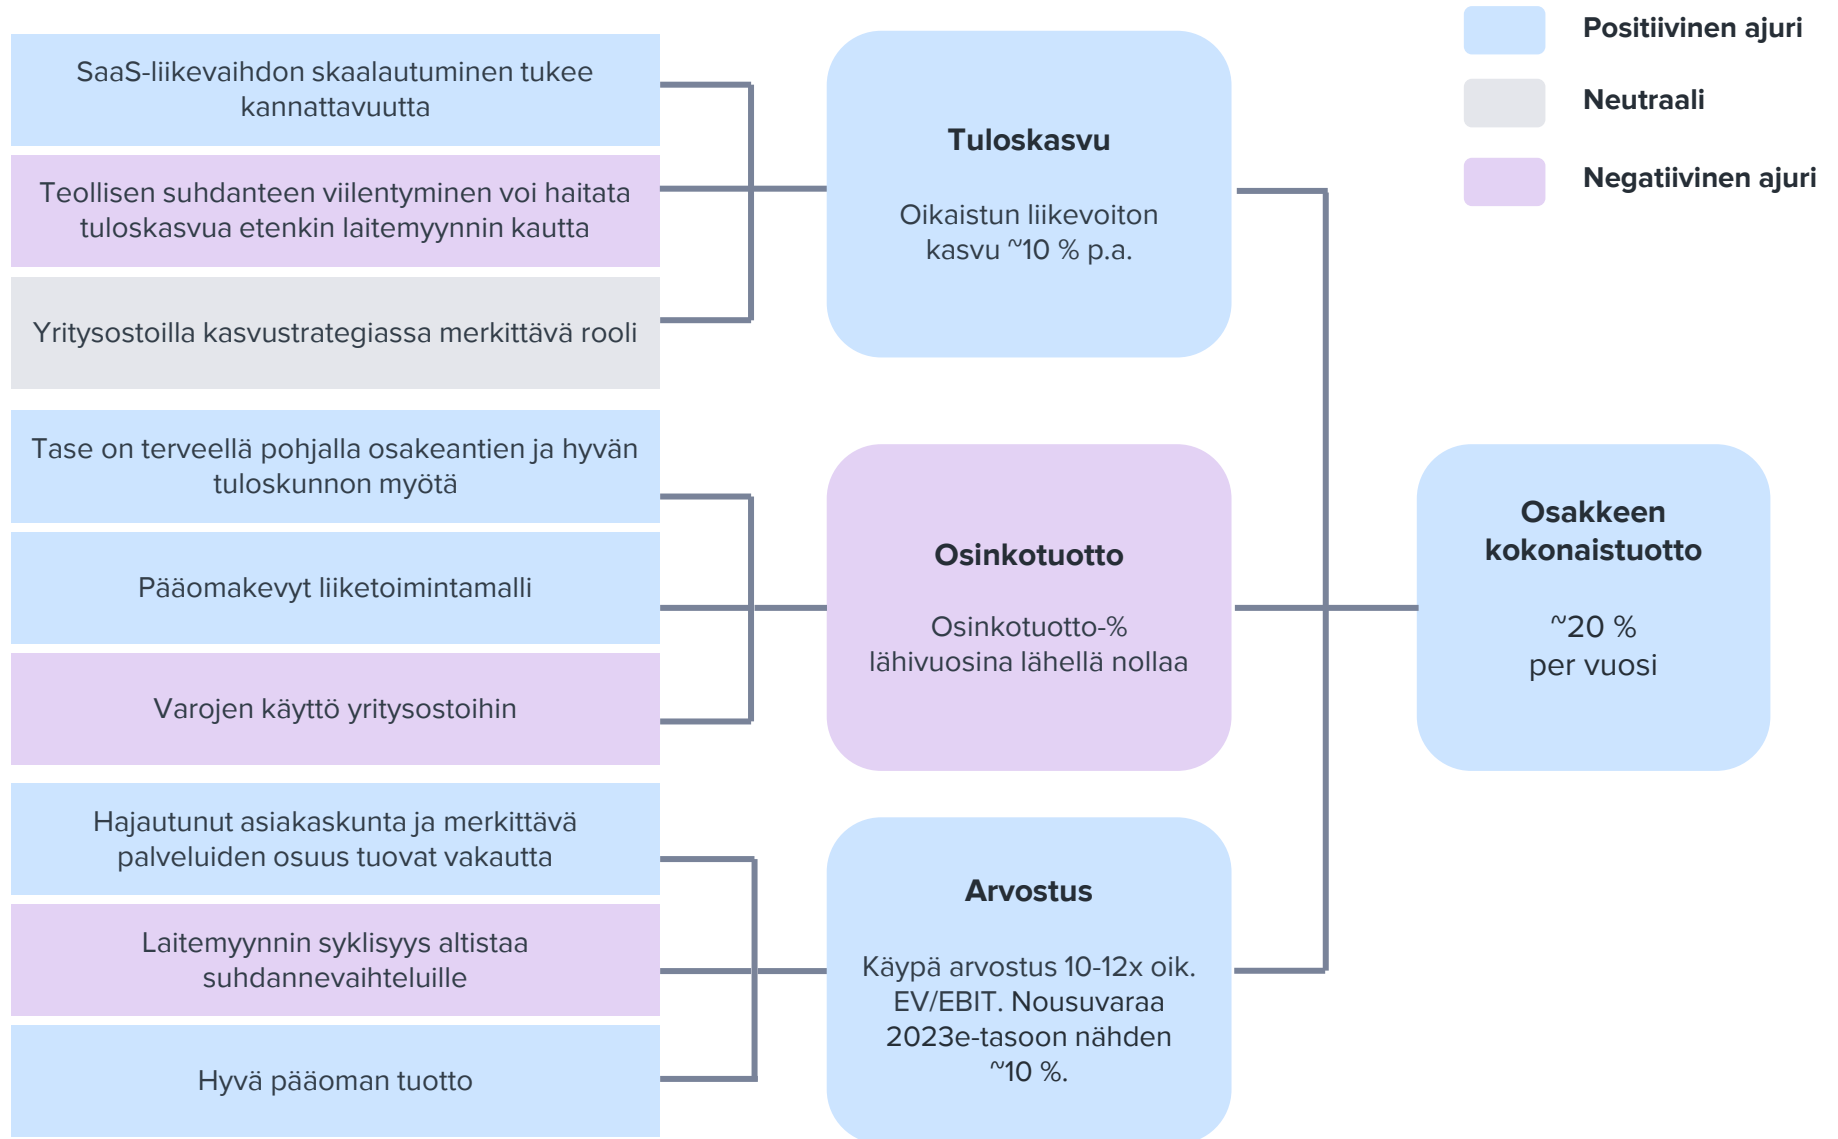 Positiivinen ajuri
Neutraali
Negatiivinen ajuri
SaaS-liikevaihdon skaalautuminen tukee
kannattavuutta
Teollisen suhdanteen viilentyminen voi haitata
tuloskasvua etenkin laitemyynnin kautta
Yritysostoilla kasvustrategiassa merkittävä rooli
Tuloskasvu
Oikaistun liikevoiton
kasvu ~10 % p.a.
Tase on terveellä pohjalla osakeantien ja hyvän
tuloskunnon myötä
Pääomakevyt liiketoimintamalli
Varojen käyttö yritysostoihin
Osinkotuotto
Osinkotuotto-%
lähivuosina lähellä nollaa
Hajautunut asiakaskunta ja merkittävä
palveluiden osuus tuovat vakautta
Laitemyynnin syklisyys altistaa
suhdannevaihteluille
Hyvä pääoman tuotto
Arvostus
Käypä arvostus 10-12x oik.
EV/EBIT. Nousuvaraa
2023e-tasoon nähden
~10 %.
Osakkeen
kokonaistuotto
~20 %
per vuosi